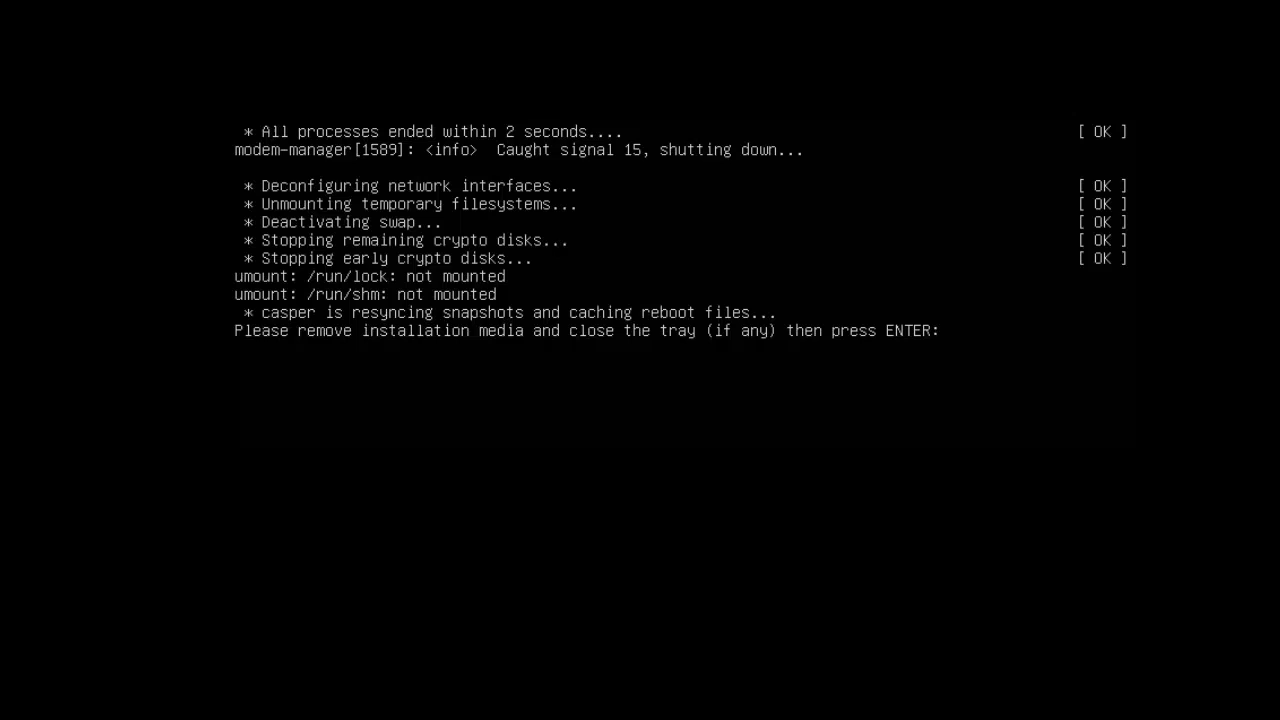 * All processes ended within 2 seconds.... [ OK ]
modem-manager[1589]: <info>  Caught signal 15, shutting down...
* Deconfiguring network interfaces... [ OK ]
* Unmounting temporary filesystems... [ OK ]
* Deactivating swap... [ OK ]
* Stopping remaining crypto disks... [ OK ]
* Stopping early crypto disks... [ OK ]
umount: /run/lock: not mounted
umount: /run/shm: not mounted
* casper is resyncing snapshots and caching reboot files...
Please remove installation media and close the tray (if any) then press ENTER: